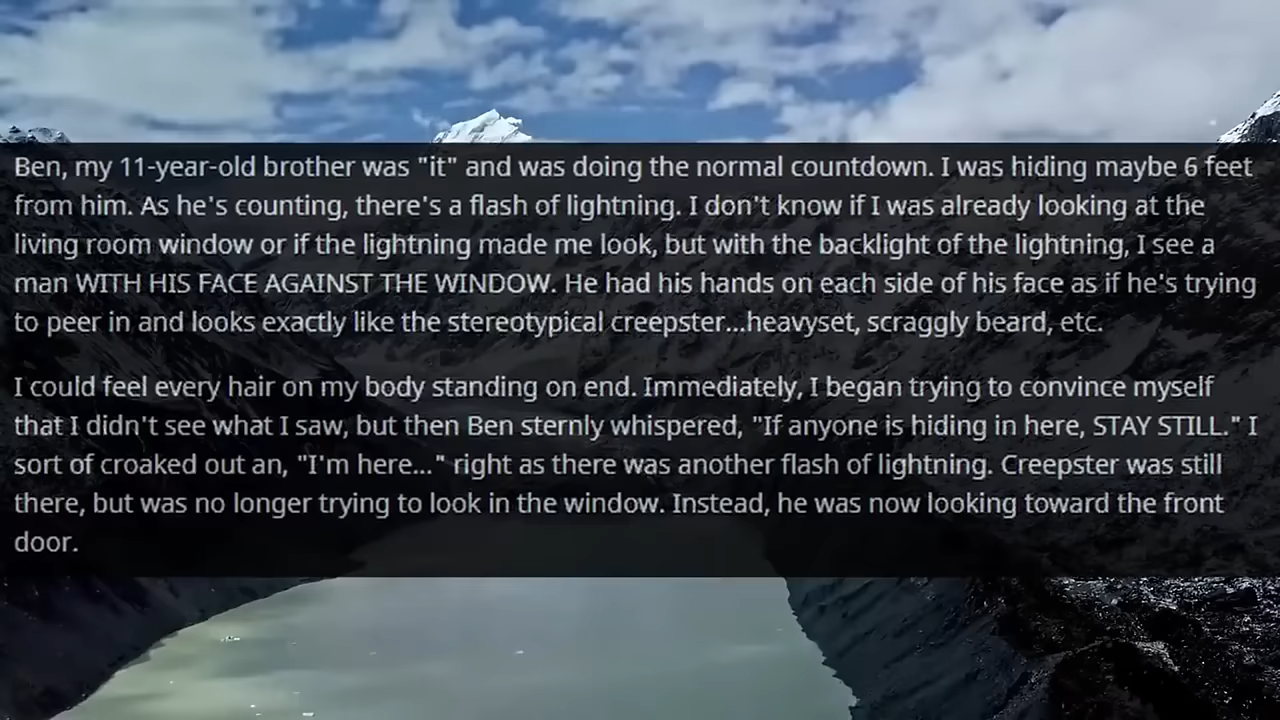 Ben, my 11-year-old brother was "it" and was doing the normal countdown. I was hiding maybe 6 feet
from him. As he's counting, there's a flash of lightning. I don't know if I was already looking at the
living room window or if the lightning made me look, but with the backlight of the lightning, I see a
man WITH HIS FACE AGAINST THE WINDOW. He had his hands on each side of his face as if he's trying
to peer in and looks exactly like the stereotypical creepster...heavyset, scraggly beard, etc.
I could feel every hair on my body standing on end. Immediately, I began trying to convince myself
that I didn't see what I saw, but then Ben sternly whispered, "If anyone is hiding in here, STAY STILL." I
sort of croaked out an, "I'm here..." right as there was another flash of lightning. Creepster was still
there, but was no longer trying to look in the window. Instead, he was now looking toward the front
door.